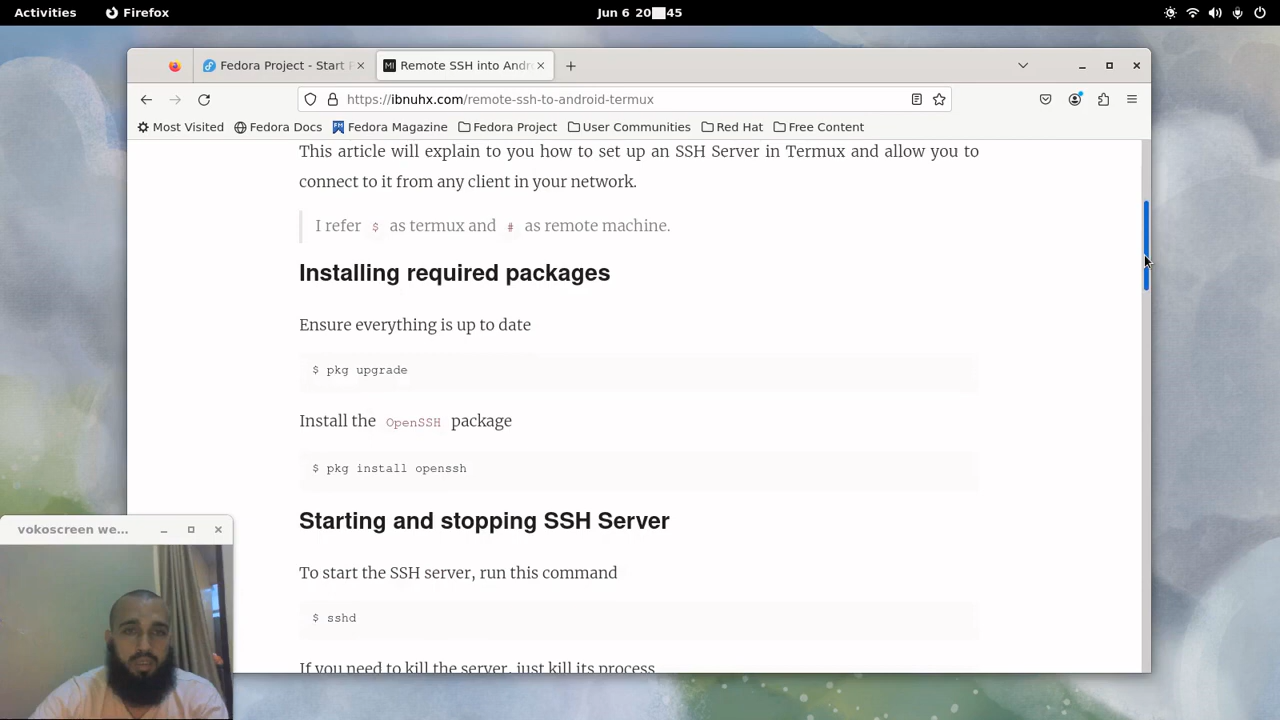 Activities
Firefox
Jun 6 20 45
Fedora Project - Start P
Remote SSH into Andr
https://ibnuhx.com/remote-ssh-to-android-termux
Most Visited
Fedora Docs
Fedora Magazine
Fedora Project
User Communities
Red Hat
Free Content
This article will explain to you how to set up an SSH Server in Termux and allow you to
connect to it from any client in your network.
I refer $ as termux and # as remote machine.
Installing required packages
Ensure everything is up to date
$ pkg upgrade
Install the OpenSSH package
$ pkg install openssh
Starting and stopping SSH Server
To start the SSH server, run this command
$ sshd
If you need to kill the server, just kill its process
vokoscreen we...